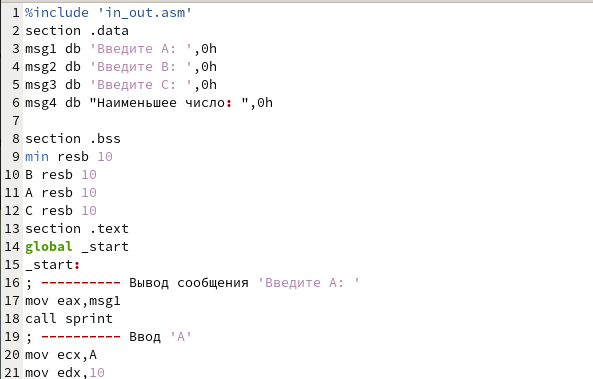 1 %include 'in_out.asm'
2 section .data
3 msg1 db 'Введите A: ',0h
4 msg2 db 'Введите B: ',0h
5 msg3 db 'Введите C: ',0h
6 msg4 db "Наименьшее число: ",0h
7
8 section .bss
9 min resb 10
10 B resb 10
11 A resb 10
12 C resb 10
13 section .text
14 global _start
15 _start:
16 ; ---------- Вывод сообщения 'Введите A: '
17 mov eax,msg1
18 call sprint
19 ; ---------- Ввод 'A'
20 mov ecx,A
21 mov edx,10